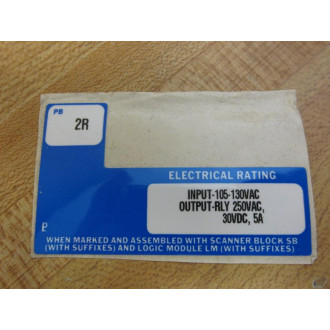 PB
2R
ELECTRICAL RATING
INPUT-105-130VAC
OUTPUT-RLY 250VAC,
30VDC, 5A
WHEN MARKED AND ASSEMBLED WITH SCANNER BLOCK SB
(WITH SUFFIXES) AND LOGIC MODULE LM (WITH SUFFIXES)